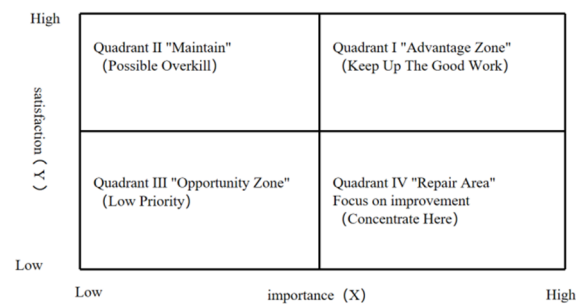 High
Quadrant II "Maintain"
（Possible Overkill）
Quadrant I "Advantage Zone"
（Keep Up The Good Work）
satisfaction（Y）
Quadrant III "Opportunity Zone"
（Low Priority）
Quadrant IV "Repair Area"
Focus on improvement
（Concentrate Here）
Low
Low
importance（X）
High